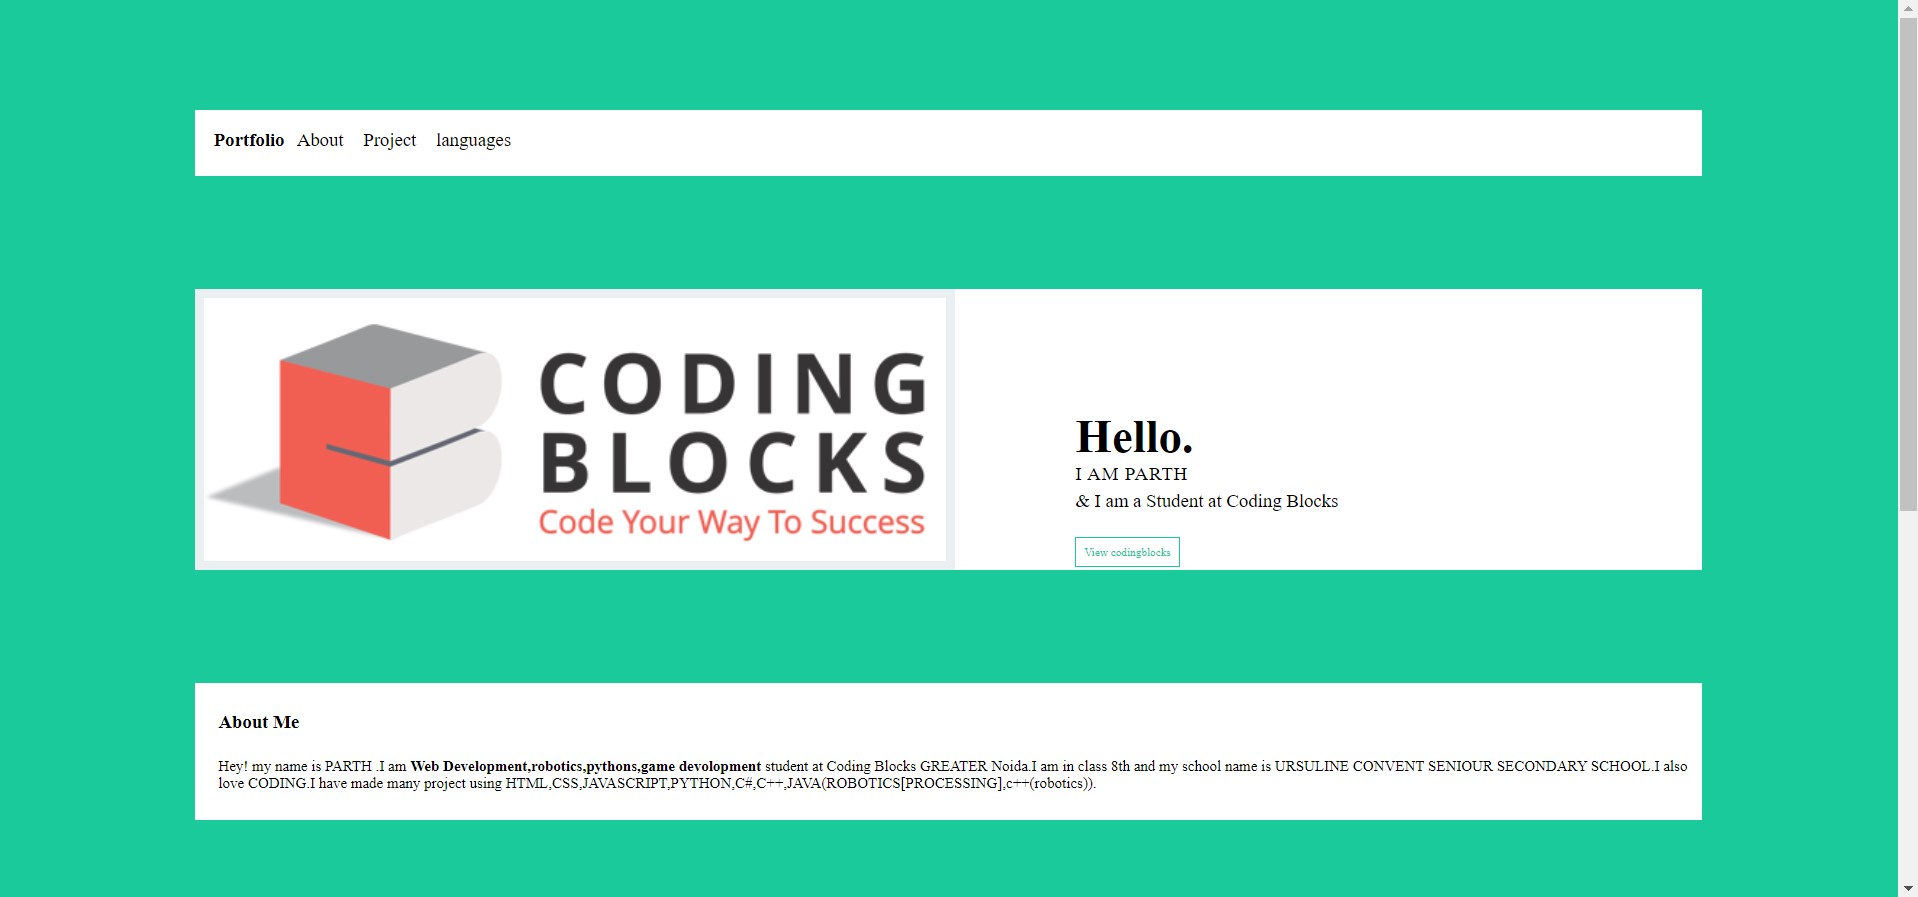 Portfolio About Project languages
CODING
BLOCKS
Code Your Way To Success
Hello.
I AM PARTH
& I am a Student at Coding Blocks
View codingblocks
About Me
Hey! my name is PARTH .I am Web Development,robotics,pythons,game devolopment student at Coding Blocks GREATER Noida.I am in class 8th and my school name is URSULINE CONVENT SENIOUR SECONDARY SCHOOL.I also
love CODING.I have made many project using HTML,CSS,JAVASCRIPT,PYTHON,C#,C++,JAVA(ROBOTICS[PROCESSING],c++(robotics)).